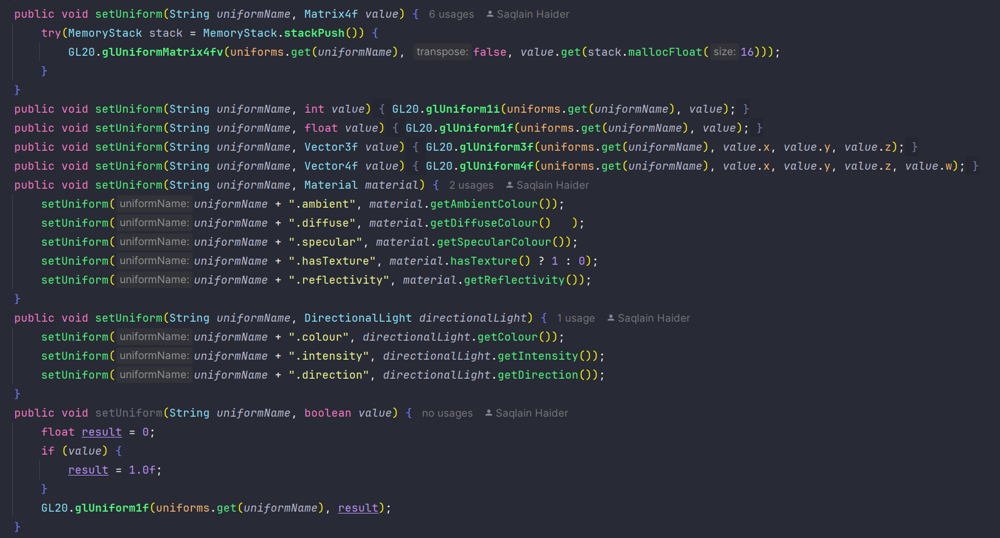 public void setUniform(String uniformName, Matrix4f value) { 6 usages Saqlain Haider
try(MemoryStack stack = MemoryStack.stackPush()) {
GL20.glUniformMatrix4fv(uniforms.get(uniformName), transpose: false, value.get(stack.mallocFloat( size: 16)));
}
}
public void setUniform(String uniformName, int value) { GL20.glUniform1i(uniforms.get(uniformName), value); }
public void setUniform(String uniformName, float value) { GL20.glUniform1f(uniforms.get(uniformName), value); }
public void setUniform(String uniformName, Vector3f value) { GL20.glUniform3f(uniforms.get(uniformName), value.x, value.y, value.z); }
public void setUniform(String uniformName, Vector4f value) { GL20.glUniform4f(uniforms.get(uniformName), value.x, value.y, value.z, value.w); }
public void setUniform(String uniformName, Material material) { 2 usages Saqlain Haider
setUniform( uniformName: uniformName + ".ambient", material.getAmbientColour());
setUniform( uniformName: uniformName + ".diffuse", material.getDiffuseColour()   );
setUniform( uniformName: uniformName + ".specular", material.getSpecularColour());
setUniform( uniformName: uniformName + ".hasTexture", material.hasTexture() ? 1 : 0);
setUniform( uniformName: uniformName + ".reflectivity", material.getReflectivity());
}
public void setUniform(String uniformName, DirectionalLight directionalLight) { 1 usage Saqlain Haider
setUniform( uniformName: uniformName + ".colour", directionalLight.getColour());
setUniform( uniformName: uniformName + ".intensity", directionalLight.getIntensity());
setUniform( uniformName: uniformName + ".direction", directionalLight.getDirection());
}
public void setUniform(String uniformName, boolean value) { no usages Saqlain Haider
float result = 0;
if (value) {
result = 1.0f;
}
GL20.glUniform1f(uniforms.get(uniformName), result);
}